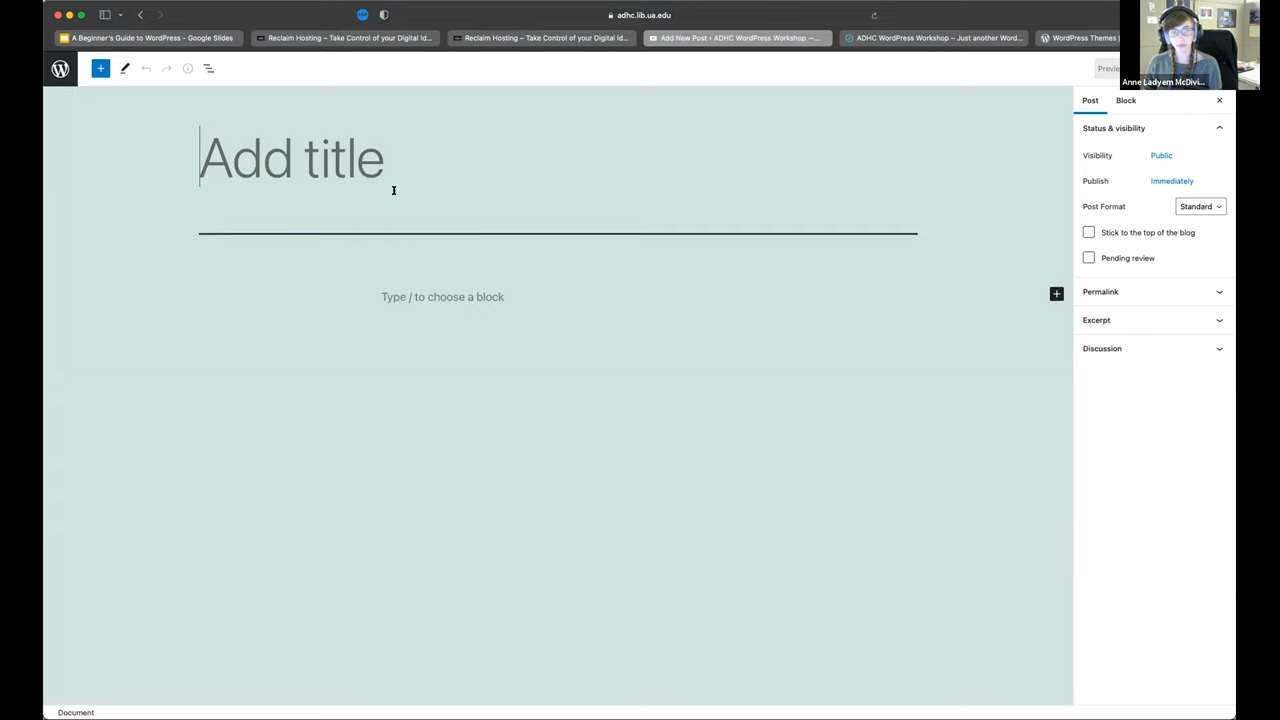 adhc.lib.ua.edu
A Beginner's Guide to WordPress - Google Slides
Reclaim Hosting – Take Control of your Digital Id...
Reclaim Hosting – Take Control of your Digital ID...
Add New Post ‹ ADHC WordPress Workshop —...
ADHC WordPress Workshop – Just another Word...
WordPress Themes |
Anne Ladyem McDivi...
Previe
Post
Block
Add title
Type / to choose a block
Status & visibility
Visibility Public
Publish Immediately
Post Format Standard
Stick to the top of the blog
Pending review
Permalink
Excerpt
Discussion
Document